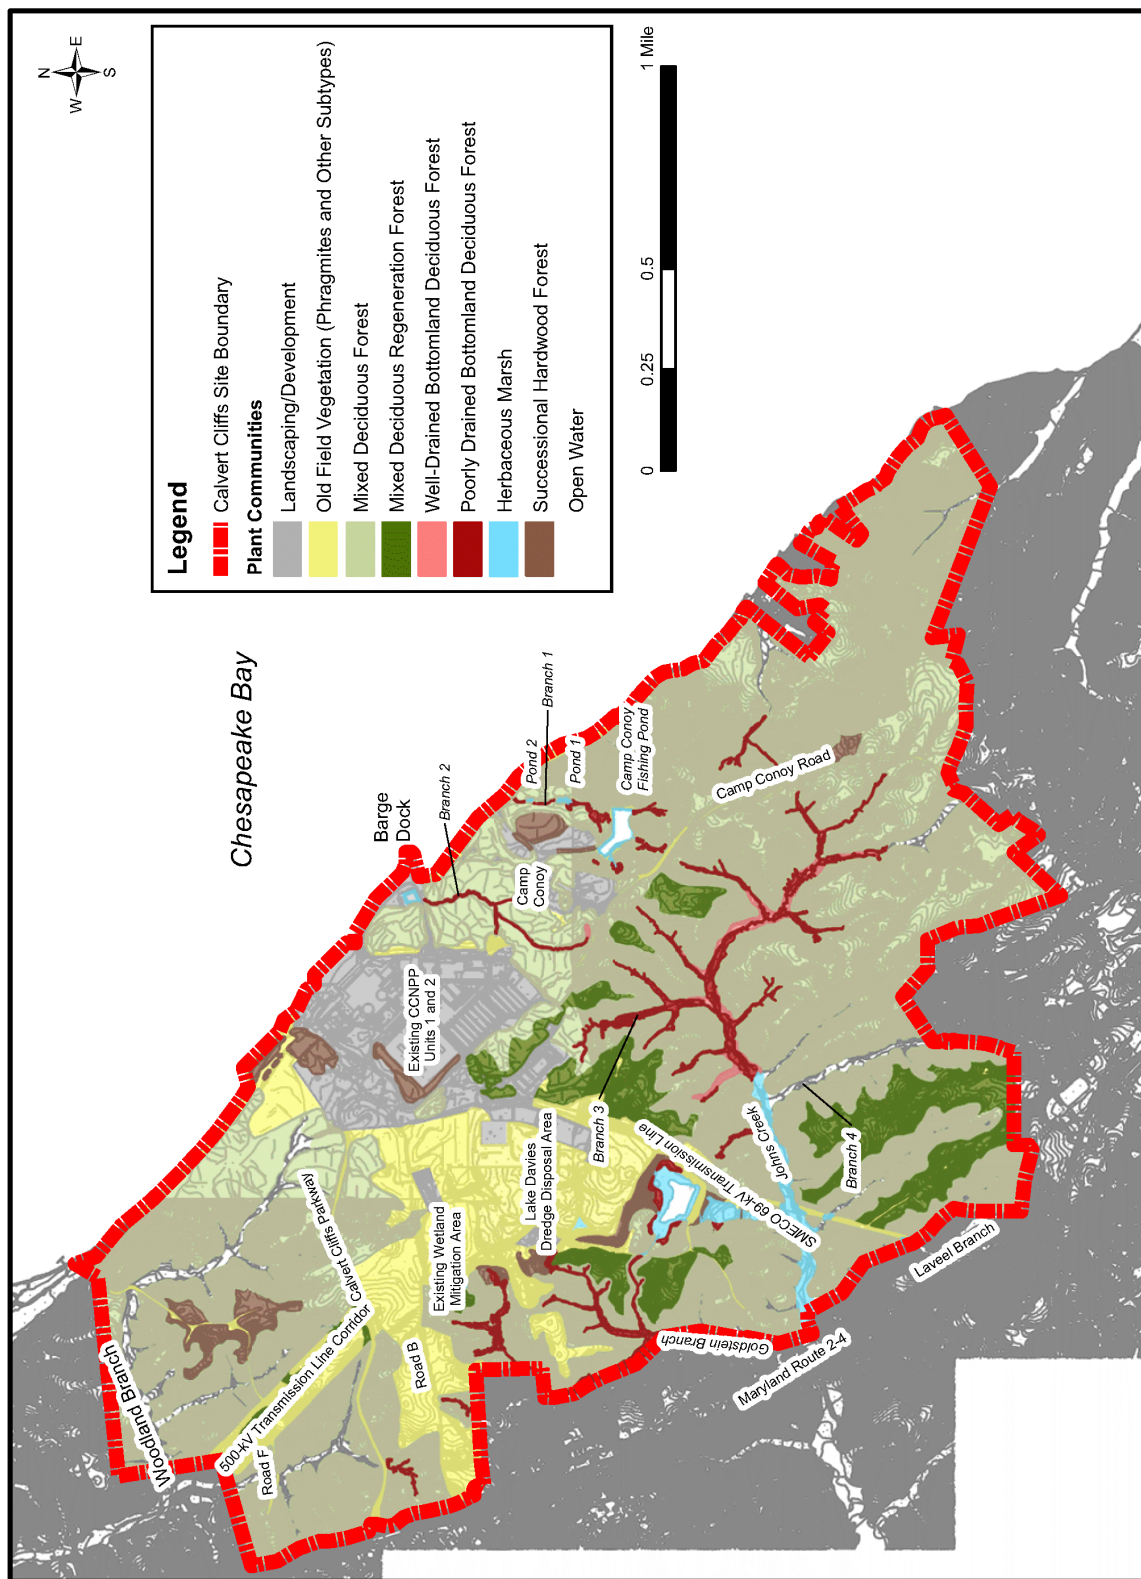 N
E
S
W
Legend
Calvert Cliffs Site Boundary
Plant Communities
Landscaping/Development
Old Field Vegetation (Phragmites and Other Subtypes)
Mixed Deciduous Forest
Mixed Deciduous Regeneration Forest
Well-Drained Bottomland Deciduous Forest
Poorly Drained Bottomland Deciduous Forest
Herbaceous Marsh
Successional Hardwood Forest
Open Water
0
0.25
0.5
1 Mile
Chesapeake Bay
Barge
Dock
Branch 2
Branch 1
Pond 2
Pond 1
Camp Conoy
Fishing Pond
Camp
Conoy
Camp Conoy Road
Existing CCNPP
Units 1 and 2
Woodland Branch
Calvert Cliffs Parkway
500-kV Transmission Line Corridor
Road F
Road B
Existing Wetland
Mitigation Area
Lake Davies
Dredge Disposal Area
Branch 3
SMECO 69-kV Transmission Line
Johns Creek
Branch 4
Goldstein Branch
Maryland Route 2-4
Laveel Branch